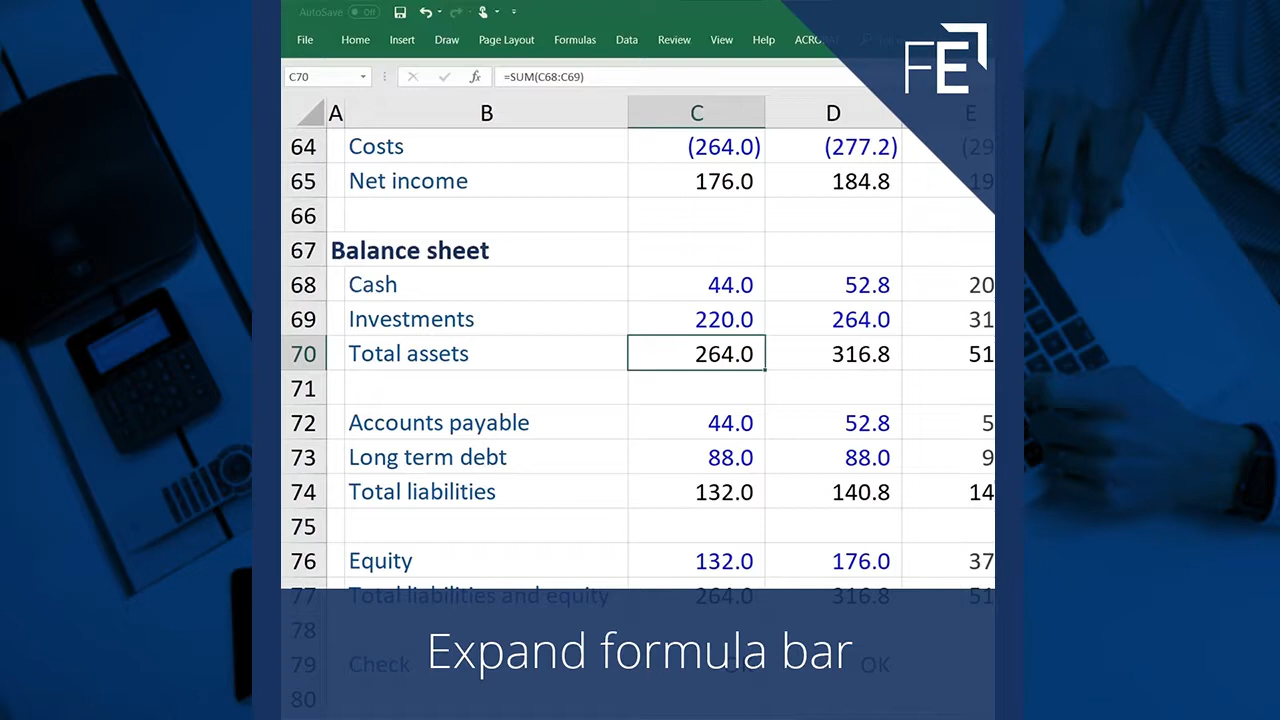 AutoSave Off
File Home Insert Draw Page Layout Formulas Data Review View Help
FE
C70 fx =SUM(C68:C69)
A B C D E
64 Costs (264.0) (277.2) (29
65 Net income 176.0 184.8 19
66
67 Balance sheet
68 Cash 44.0 52.8 20
69 Investments 220.0 264.0 31
70 Total assets 264.0 316.8 51
71
72 Accounts payable 44.0 52.8 5
73 Long term debt 88.0 88.0 9
74 Total liabilities 132.0 140.8 14
75
76 Equity 132.0 176.0 37
77 Total liabilities and equity 264.0 316.8 51
78
Expand formula bar
79 Check OK
80